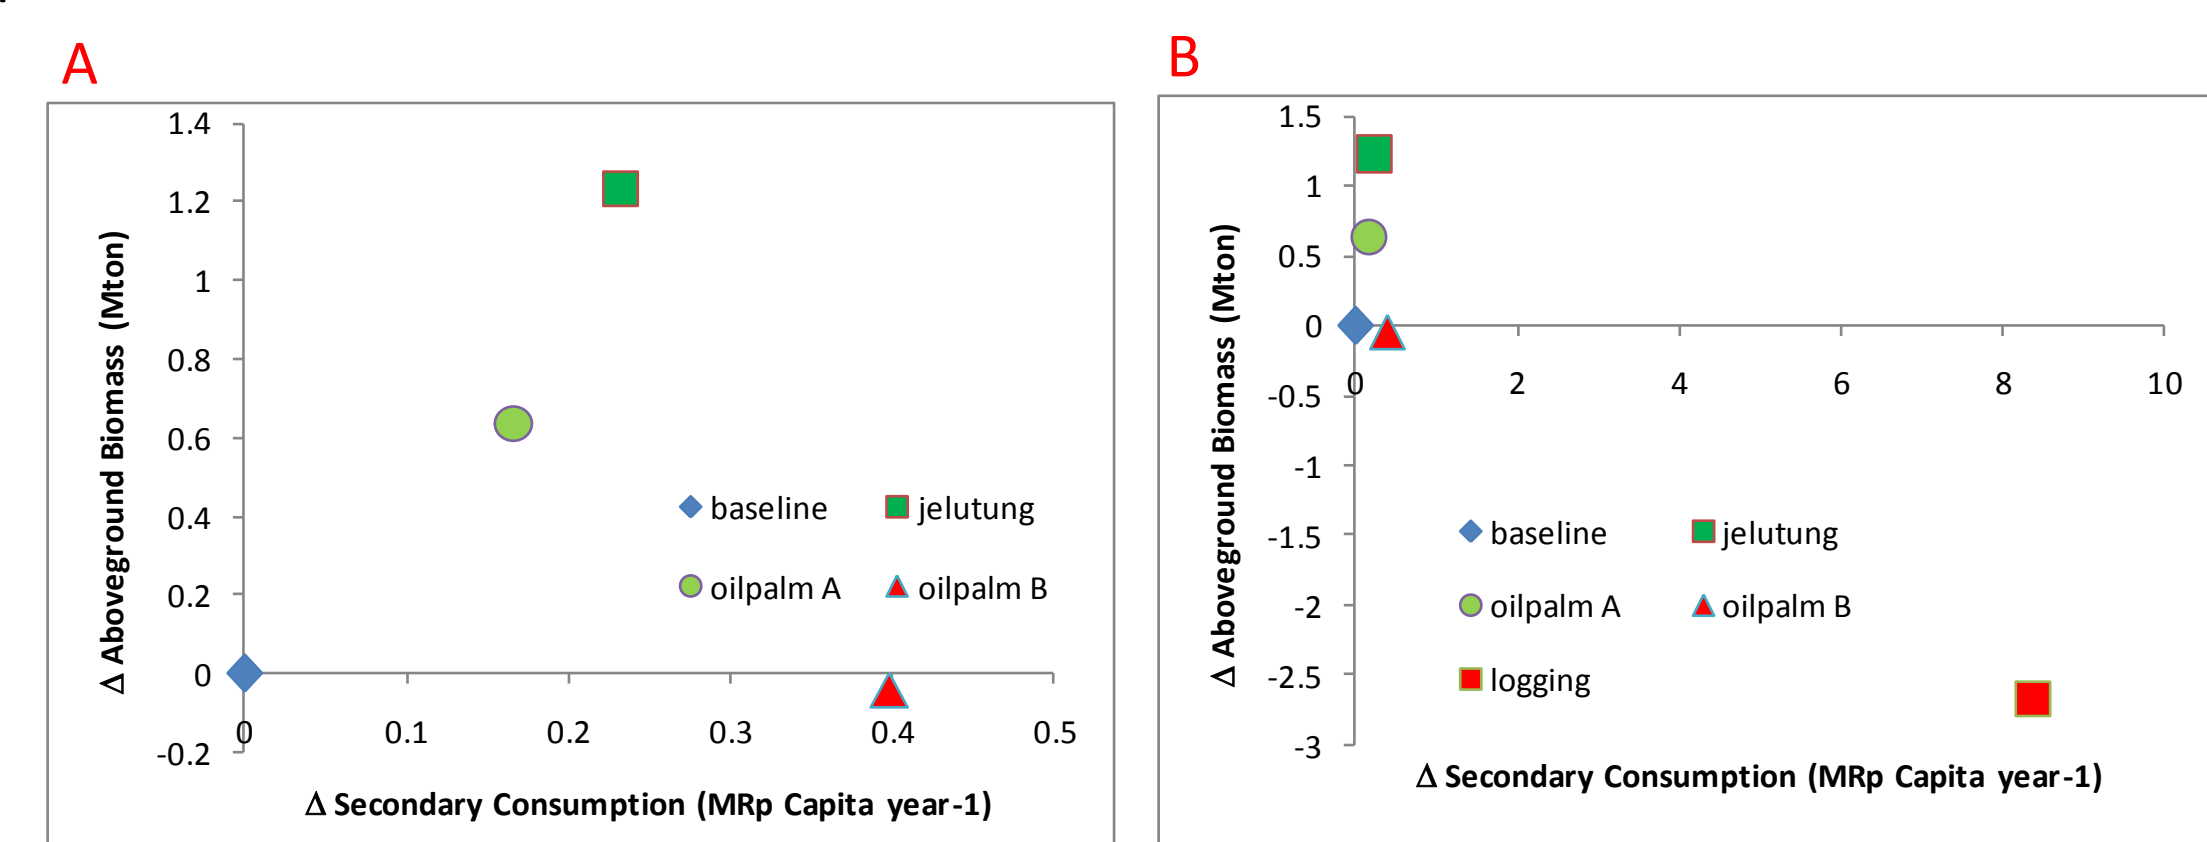 A
1.4
1.2
1
0.8
0.6
0.4
0.2
0
-0.2
0 0.1 0.2 0.3 0.4 0.5
Δ Aboveground Biomass (Mton)
baseline jelutung
oilpalm A oilpalm B
Δ Secondary Consumption (MRp Capita year-1)
B
1.5
1
0.5
0
-0.5
-1
-1.5
-2
-2.5
-3
0 2 4 6 8 10
Δ Aboveground Biomass (Mton)
baseline jelutung
oilpalm A oilpalm B
logging
Δ Secondary Consumption (MRp Capita year-1)